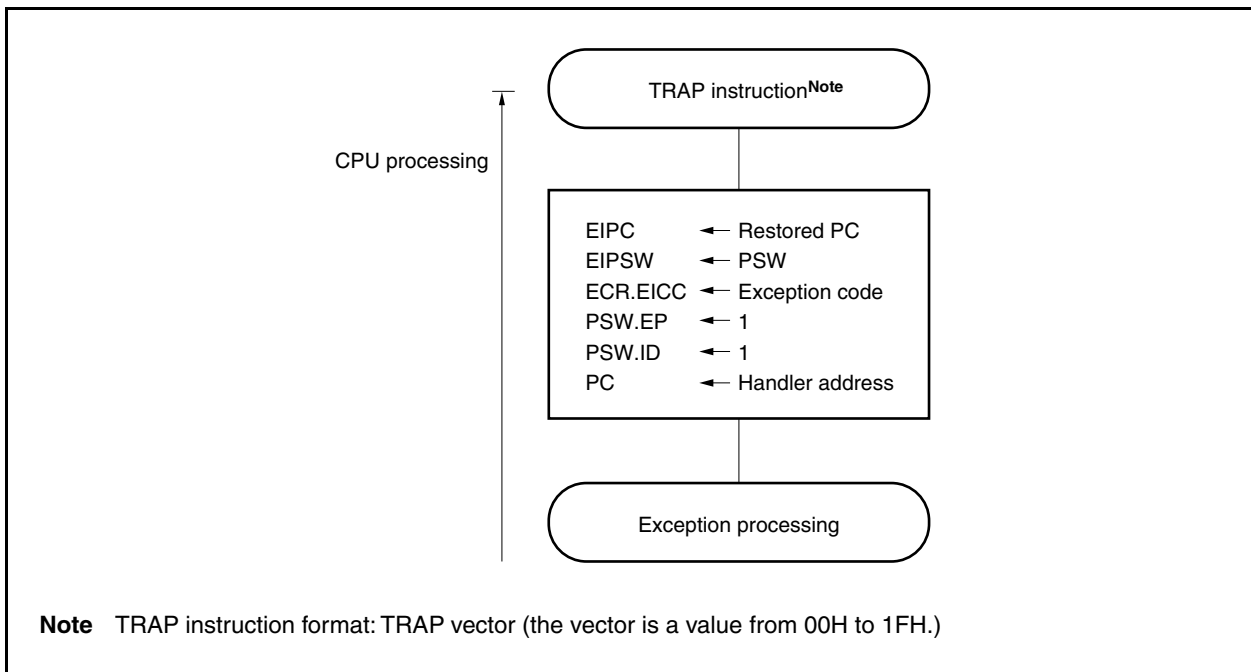 TRAP instructionNote
CPU processing
EIPC ← Restored PC
EIPSW ← PSW
ECR.EICC ← Exception code
PSW.EP ← 1
PSW.ID ← 1
PC ← Handler address
Exception processing
Note TRAP instruction format: TRAP vector (the vector is a value from 00H to 1FH.)